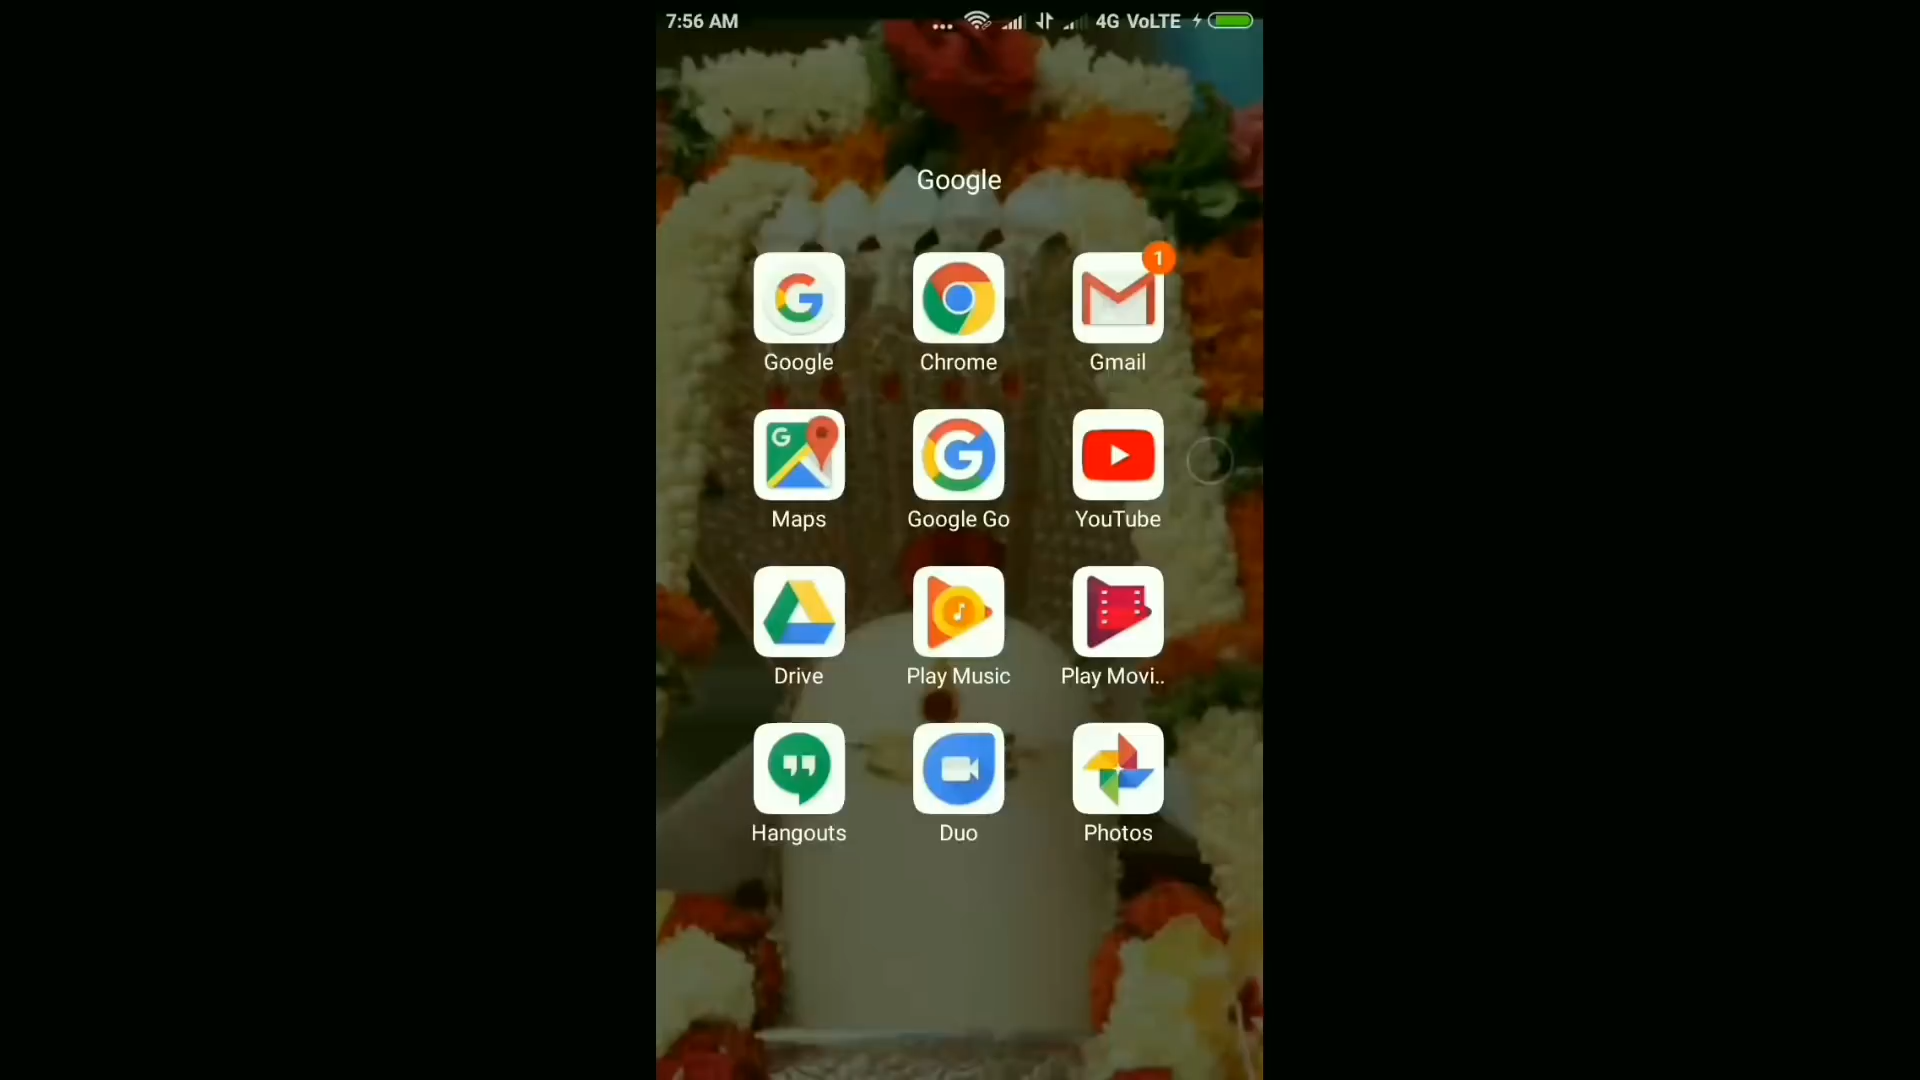 7:56 AM ... 4G VoLTE
Google
1
Google Chrome Gmail
Maps Google Go YouTube
Drive Play Music Play Movi..
Hangouts Duo Photos